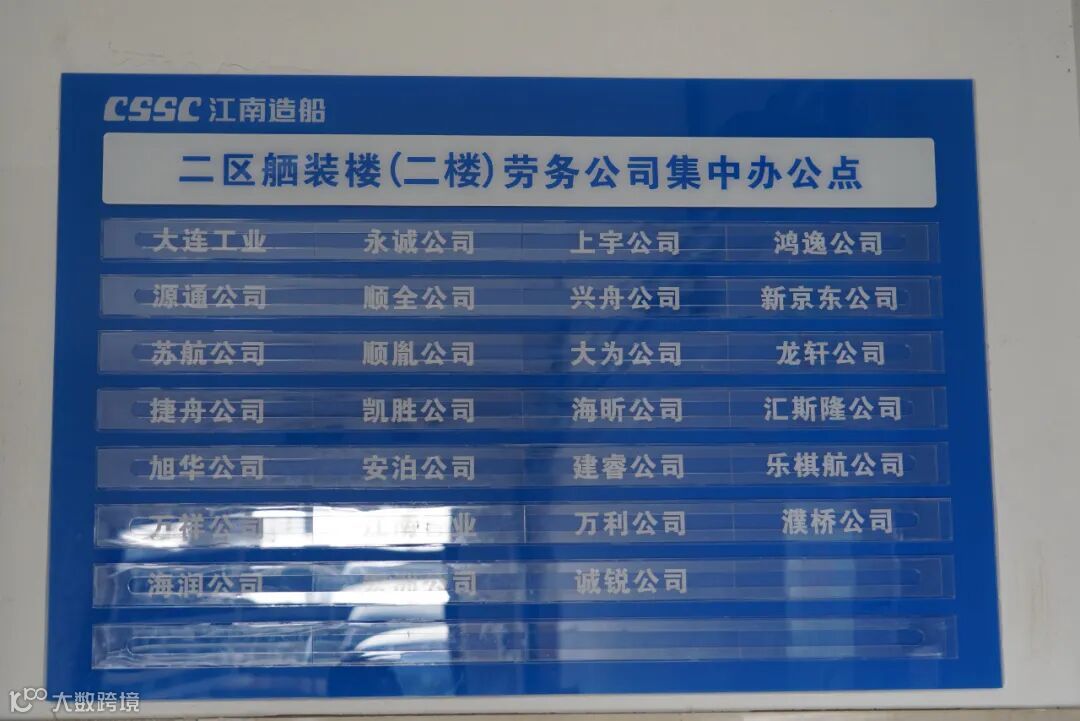 CSSC 江南造船
二区舾装楼(二楼)劳务公司集中办公点
大连工业 永诚公司 上宇公司 鸿逸公司
源通公司 顺全公司 兴舟公司 新京东公司
苏航公司 顺胤公司 大为公司 龙轩公司
捷舟公司 凯胜公司 海昕公司 汇斯隆公司
旭华公司 安泊公司 建睿公司 乐棋航公司
万祥公司 万利公司 濮桥公司
海润公司 公司 诚锐公司
大数跨境